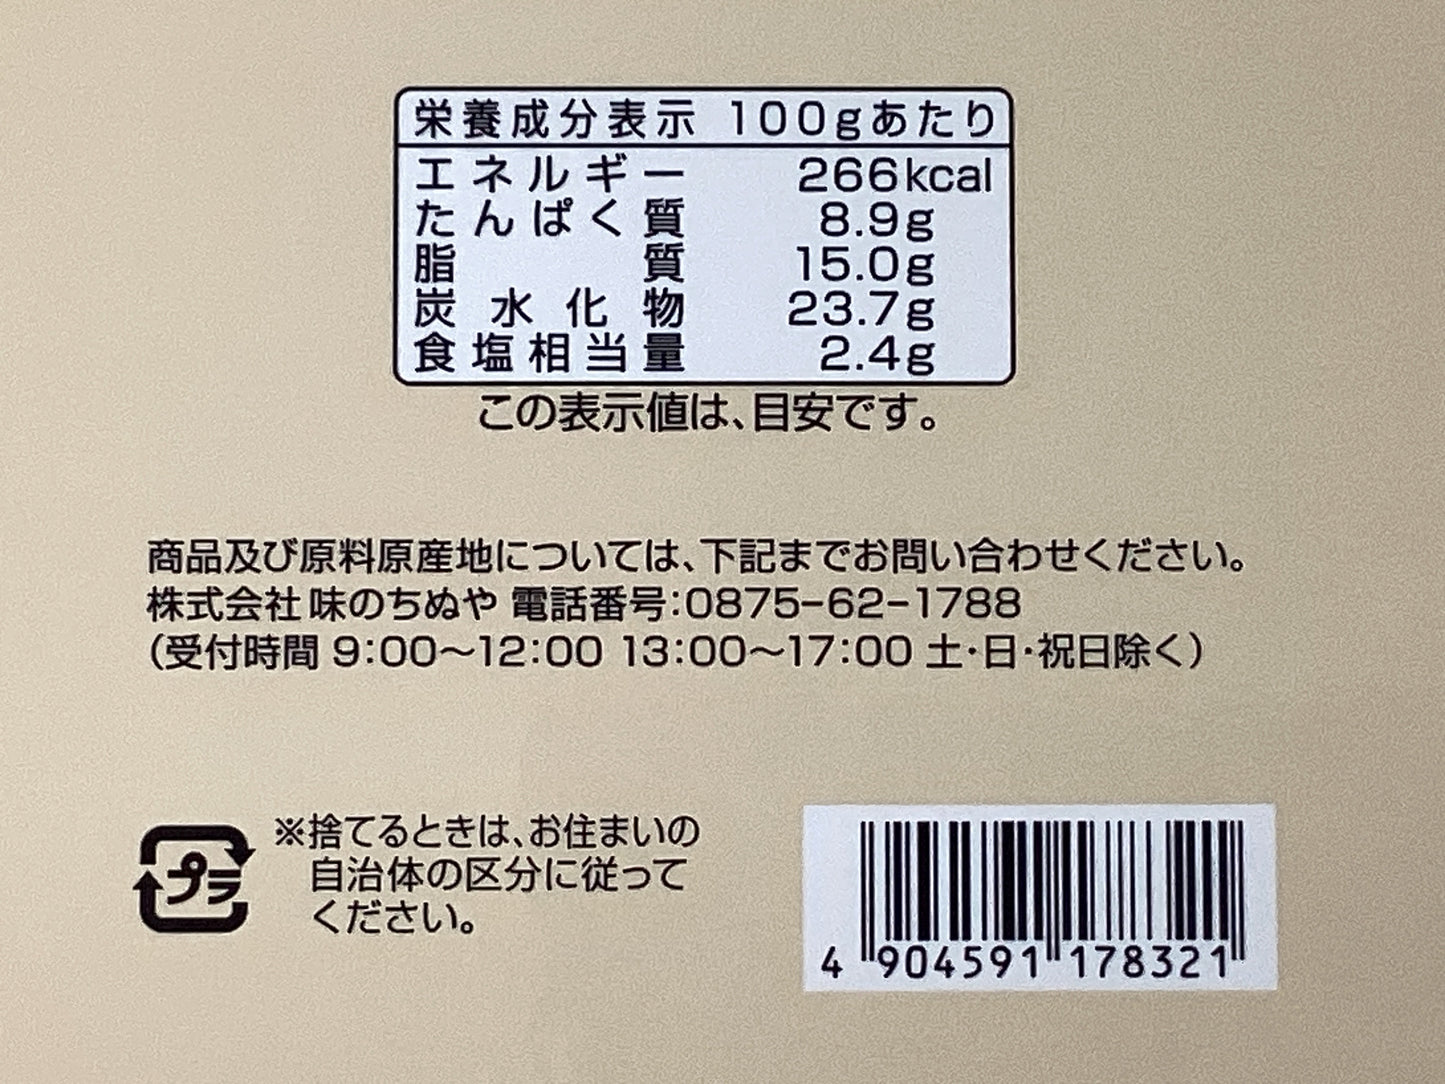 栄養成分表示 100gあたり
エネルギー 266kcal
たんぱく質 8.9g
脂質 15.0g
炭水化物 23.7g
食塩相当量 2.4g
この表示値は、目安です。
商品及び原料原産地については、下記までお問い合わせください。
株式会社 味のちぬや 電話番号:0875-62-1788
(受付時間 9:00〜12:00 13:00〜17:00 土・日・祝日除く)
プラ
※捨てるときは、お住まいの
自治体の区分に従って
ください。
4 904591 178321